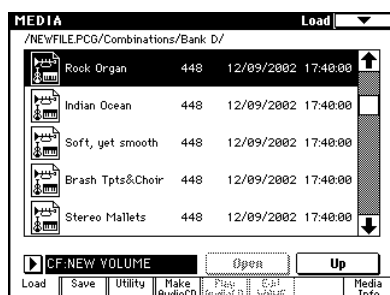 MEDIA Load
/NEWFILE.PCG/Combinations/Bank D/
Rock Organ 448 12/09/2002 17:40:00
Indian Ocean 448 12/09/2002 17:40:00
Soft, yet smooth 448 12/09/2002 17:40:00
Brash Tpts&Choir 448 12/09/2002 17:40:00
Stereo Mallets 448 12/09/2002 17:40:00
CF:NEW VOLUME Open Up
Load Save Utility Make AudioCD Play AudioCD Media Info